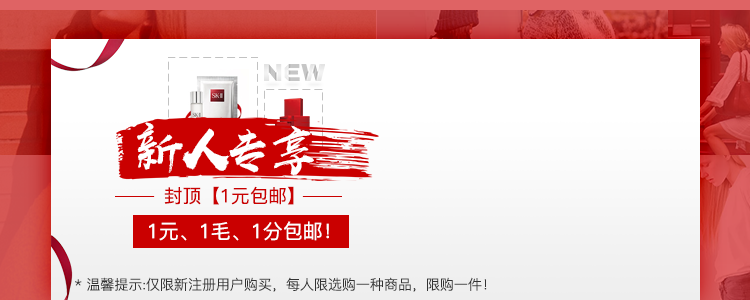 NEW
SK-II
新人专享
封顶【1元包邮】
1元、1毛、1分包邮!
* 温馨提示:仅限新注册用户购买，每人限选购一种商品，限购一件!